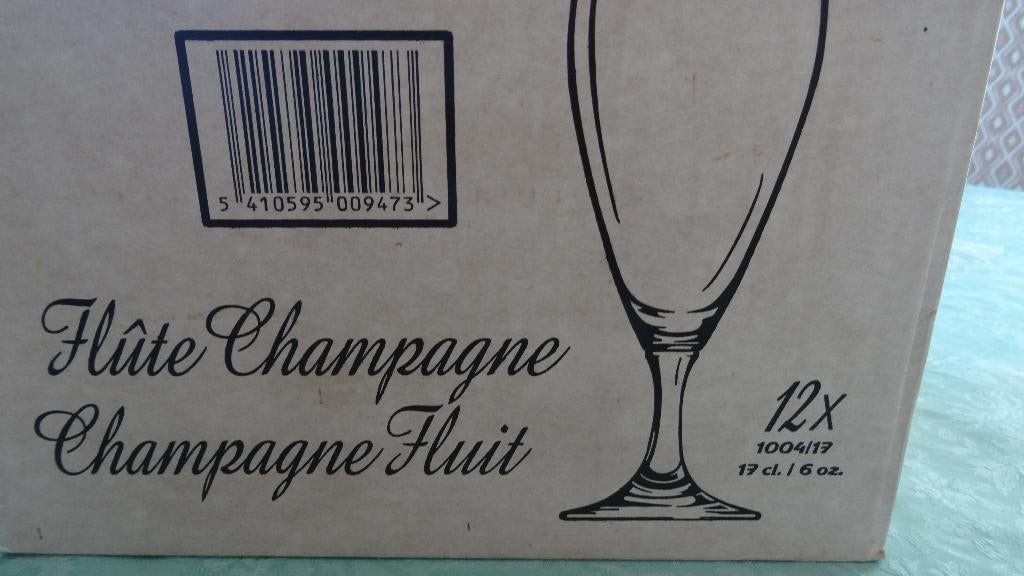 5 410595 009473 >
Flûte Champagne
Champagne Fluit
12x
1004/17
17 cl. / 6 oz.